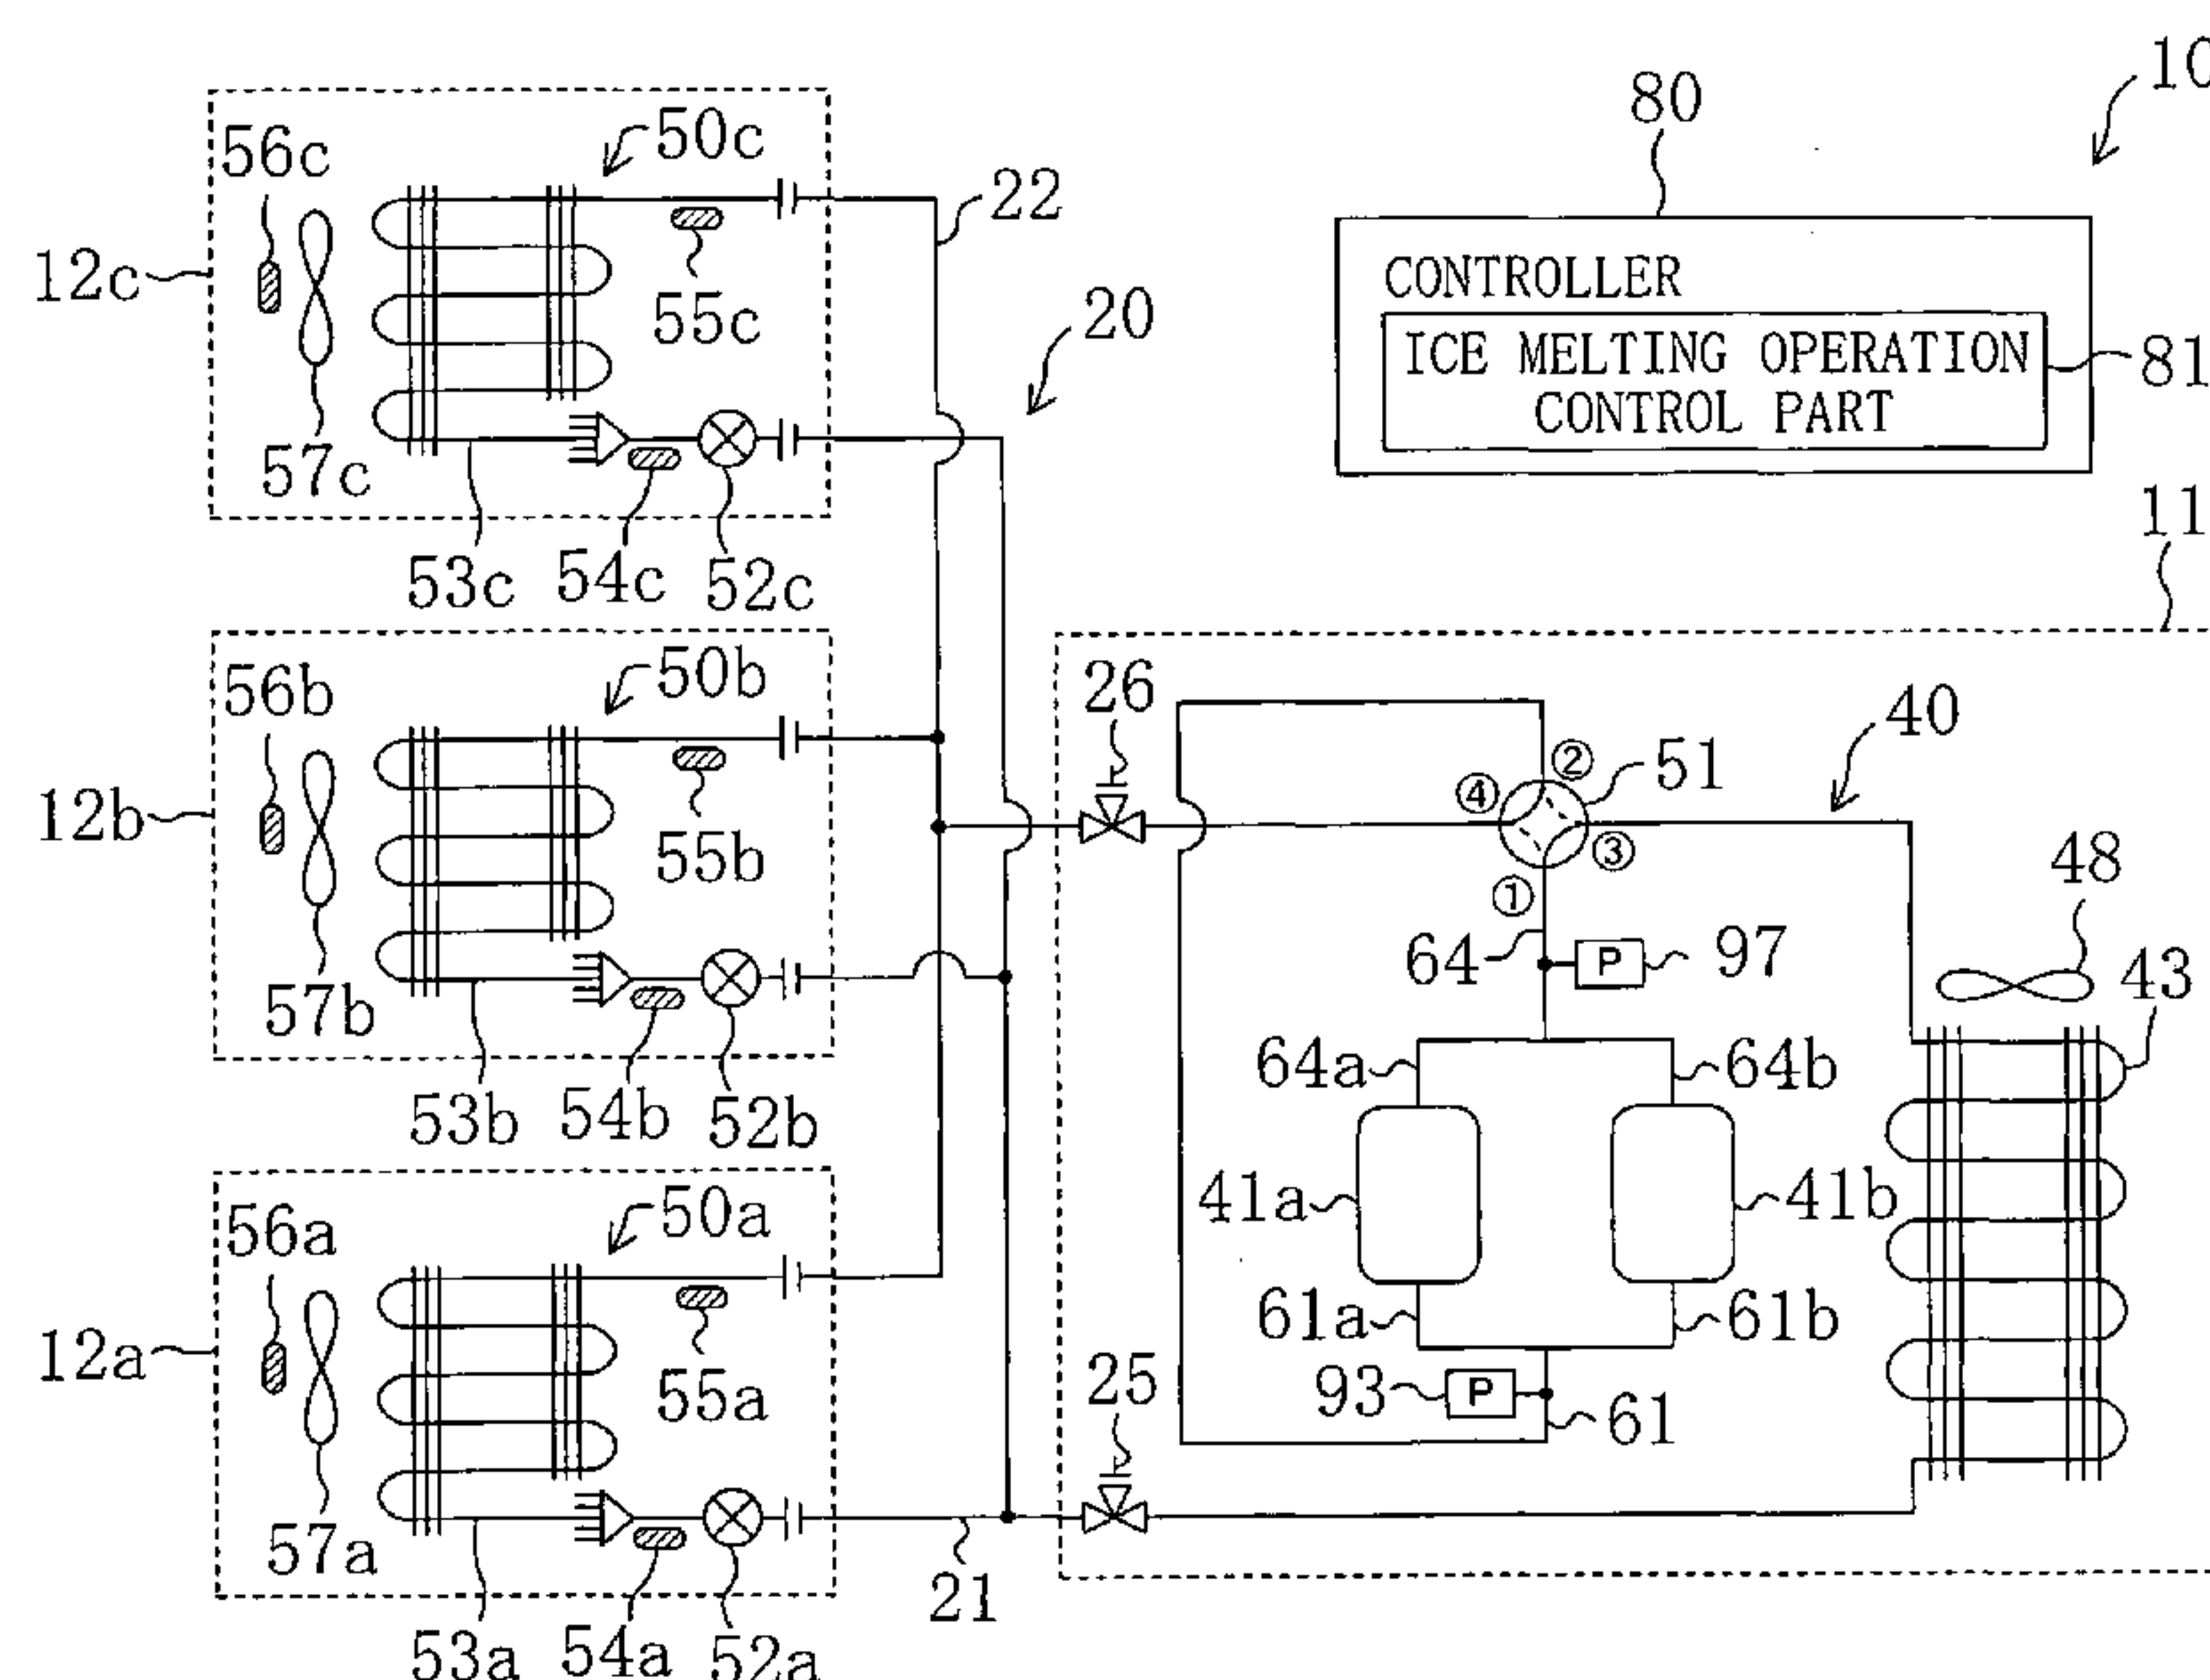 10
80
50c
56c
22
12c
CONTROLLER
55c
20
ICE MELTING OPERATION
81
CONTROL PART
57c
11
53c
54c
52c
50b
56b
26
40
②
51
④
12b
55b
③
48
①
64
P
97
43
57b
64a
64b
53b
54b
52b
41a
41b
50a
56a
61a
61b
12a
25
55a
93
P
61
57a
21
53a
54a
52a